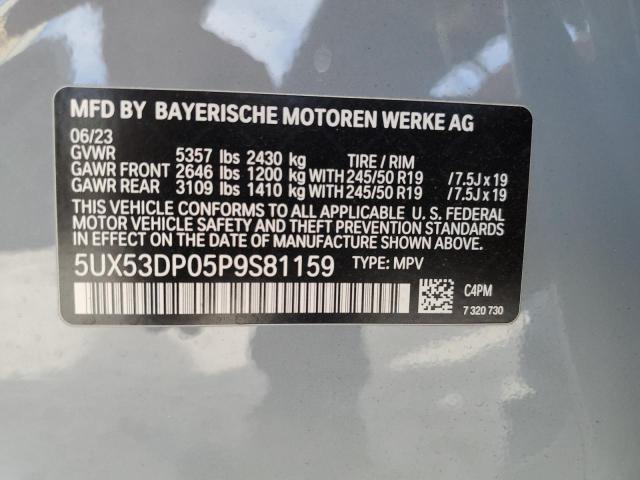 MFD BY BAYERISCHE MOTOREN WERKE AG
06/23
GVWR 5357 lbs 2430 kg TIRE / RIM
GAWR FRONT 2646 lbs 1200 kg WITH 245/50 R19 /7.5J x 19
GAWR REAR 3109 lbs 1410 kg WITH 245/50 R19 /7.5J x 19
THIS VEHICLE CONFORMS TO ALL APPLICABLE U. S. FEDERAL
MOTOR VEHICLE SAFETY AND THEFT PREVENTION STANDARDS
IN EFFECT ON THE DATE OF MANUFACTURE SHOWN ABOVE.
5UX53DP05P9S81159 TYPE: MPV
C4PM
7 320 730